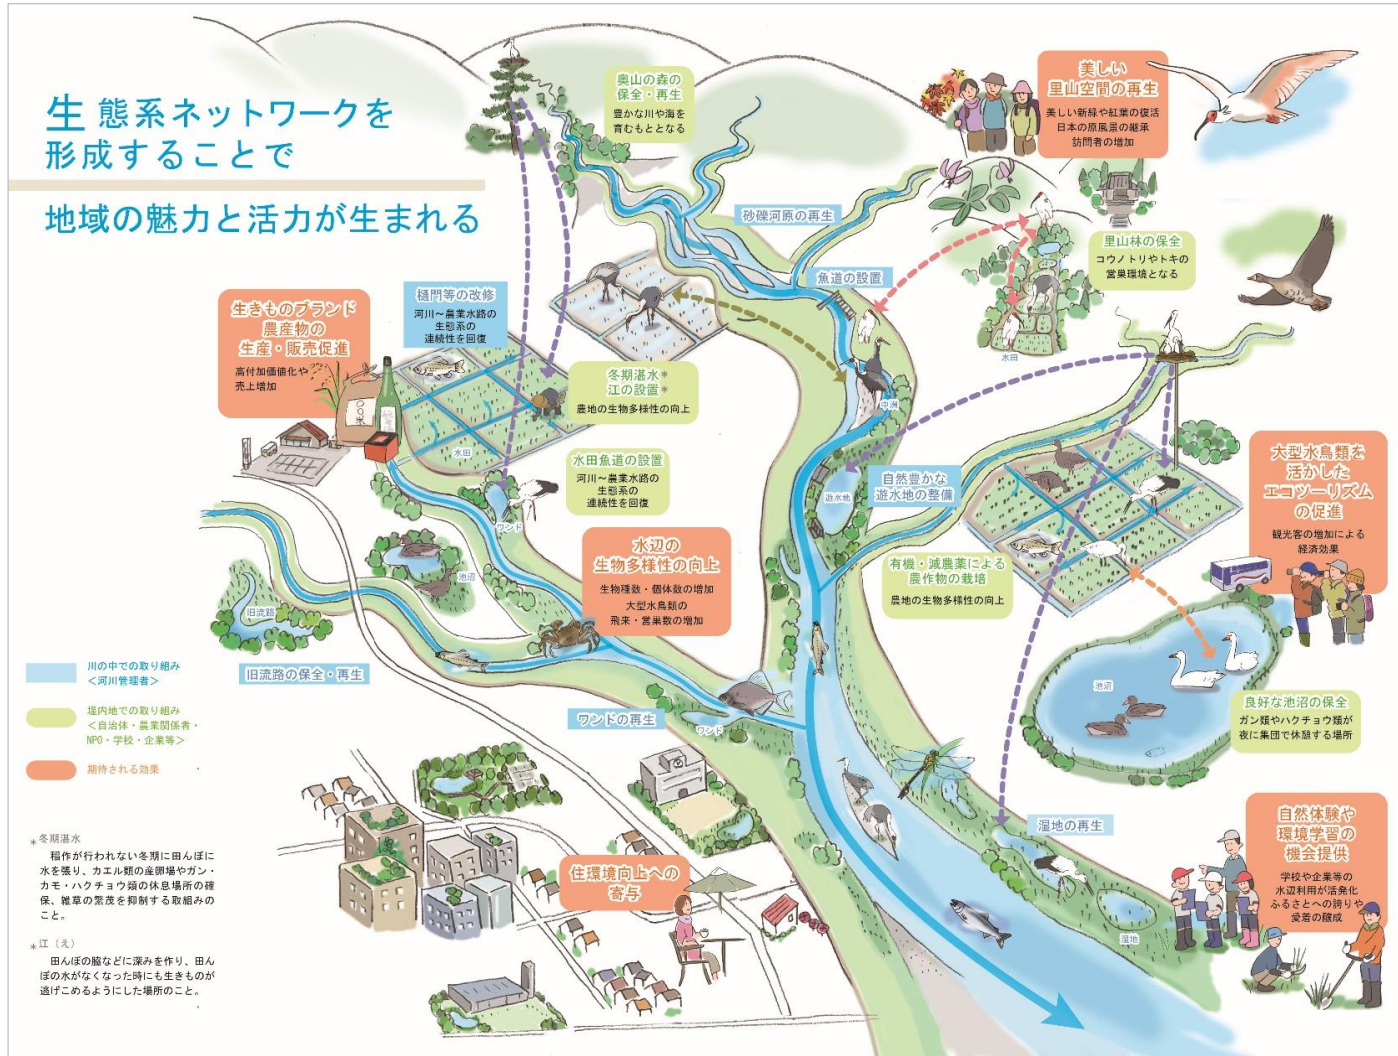 生態系ネットワークを
形成することで
地域の魅力と活力が生まれる
奥山の森の
保全・再生
豊かな川や海を
育むもととなる
美しい
里山空間の再生
美しい新緑や紅葉の復活
日本の原風景の継承
訪問者の増加
砂礫河原の再生
里山林の保全
コウノトリやトキの
営巣環境となる
魚道の設置
水田
生きものブランド
農産物の
生産・販売促進
高付加価値化や
売上増加
〇〇米
樋門等の改修
河川～農業水路の
生態系の
連続性を回復
冬期湛水*
江の設置*
農地の生物多様性の向上
中洲
水田
水田魚道の設置
河川～農業水路の
生態系の
連続性を回復
ワンド
自然豊かな
遊水地の整備
遊水地
大型水鳥類を
活かした
エコツーリズム
の促進
観光客の増加による
経済効果
水辺の
生物多様性の向上
生物種数・個体数の増加
大型水鳥類の
飛来・営巣数の増加
有機・減農薬による
農作物の栽培
農地の生物多様性の向上
池沼
旧流路
旧流路の保全・再生
池沼
良好な池沼の保全
ガン類やハクチョウ類が
夜に集団で休憩する場所
ワンドの再生
ワンド
川の中での取り組み
＜河川管理者＞
堤内地での取り組み
＜自治体・農業関係者・
NPO・学校・企業等＞
期待される効果
湿地の再生
湿地
自然体験や
環境学習の
機会提供
学校や企業等の
水辺利用が活発化
ふるさとへの誇りや
愛着の醸成
住環境向上への
寄与
*冬期湛水
稲作が行われない冬期に田んぼに
水を張り、カエル類の産卵場やガン・
カモ・ハクチョウ類の休息場所の確
保、雑草の繁茂を抑制する取組みの
こと。
*江（え）
田んぼの脇などに深みを作り、田ん
ぼの水がなくなった時にも生きものが
逃げこめるようにした場所のこと。